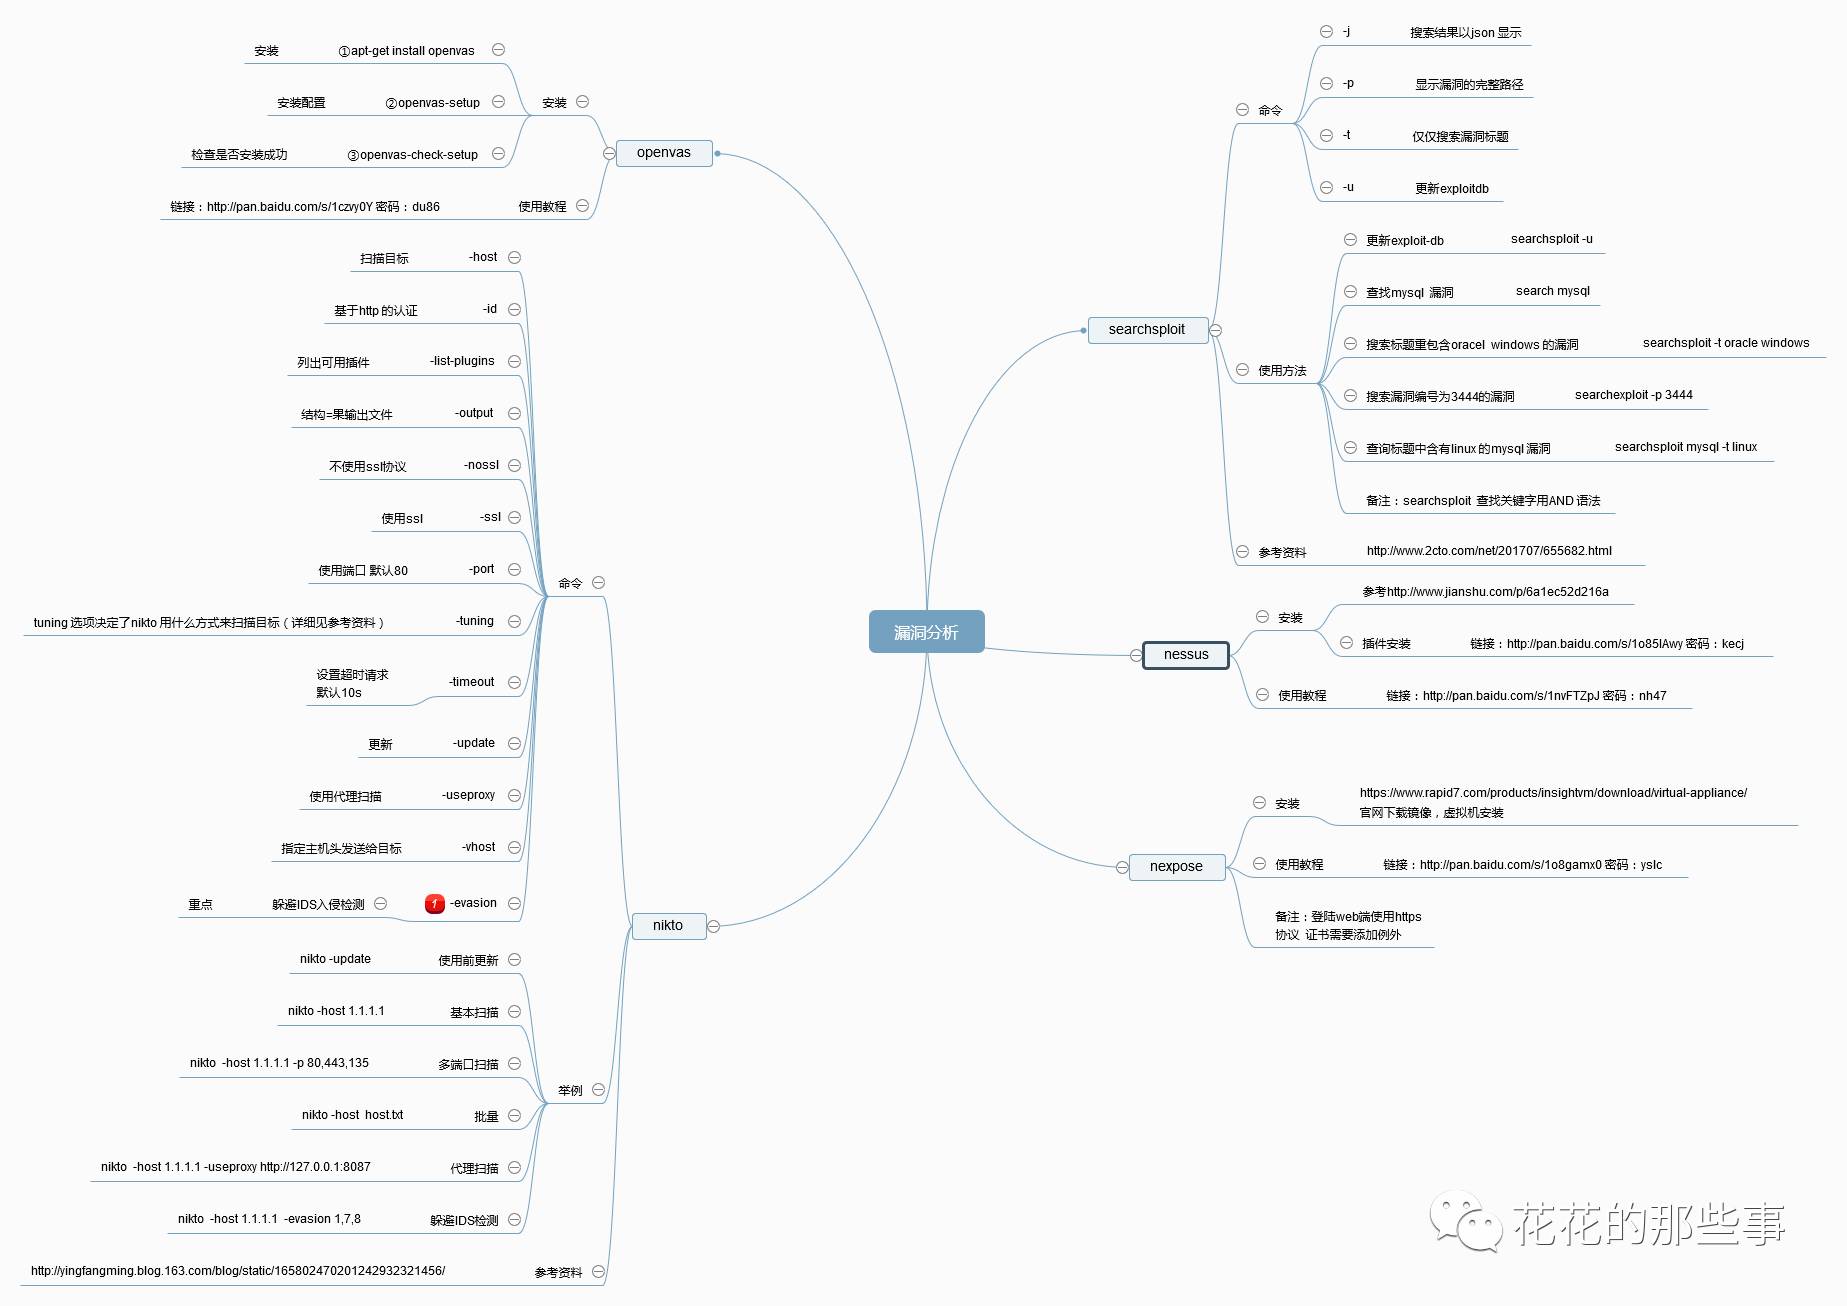 漏洞分析
openvas
安装
①apt-get install openvas
安装
②openvas-setup
安装配置
③openvas-check-setup
检查是否安装成功
使用教程
链接：http://pan.baidu.com/s/1czvy0Y 密码：du86
nikto
命令
-host
扫描目标
-id
基于http 的认证
-list-plugins
列出可用插件
-output
结构=果输出文件
-nossl
不使用ssl协议
-ssl
使用ssl
-port
使用端口 默认80
-tuning
tuning 选项决定了nikto 用什么方式来扫描目标（详细见参考资料）
-timeout
设置超时请求
默认10s
-update
更新
-useproxy
使用代理扫描
-vhost
指定主机头发送给目标
1
-evasion
躲避IDS入侵检测
重点
举例
使用前更新
nikto -update
基本扫描
nikto -host 1.1.1.1
多端口扫描
nikto -host 1.1.1.1 -p 80,443,135
批量
nikto -host host.txt
代理扫描
nikto -host 1.1.1.1 -useproxy http://127.0.0.1:8087
躲避IDS检测
nikto -host 1.1.1.1 -evasion 1,7,8
参考资料
http://yingfangming.blog.163.com/blog/static/165802470201242932321456/
searchsploit
命令
-j
搜索结果以json 显示
-p
显示漏洞的完整路径
-t
仅仅搜索漏洞标题
-u
更新exploitdb
使用方法
更新exploit-db
searchsploit -u
查找mysql 漏洞
search mysql
搜索标题重包含oracel windows 的漏洞
searchsploit -t oracle windows
搜索漏洞编号为3444的漏洞
searchexploit -p 3444
查询标题中含有linux 的mysql 漏洞
searchsploit mysql -t linux
备注：searchsploit 查找关键字用AND 语法
参考资料
http://www.2cto.com/net/201707/655682.html
nessus
安装
参考http://www.jianshu.com/p/6a1ec52d216a
插件安装
链接：http://pan.baidu.com/s/1o85lAwy 密码：kecj
使用教程
链接：http://pan.baidu.com/s/1nvFTZpJ 密码：nh47
nexpose
安装
https://www.rapid7.com/products/insightvm/download/virtual-appliance/
官网下载镜像，虚拟机安装
使用教程
链接：http://pan.baidu.com/s/1o8gamx0 密码：yslc
备注：登陆web端使用https
协议 证书需要添加例外
花花的那些事